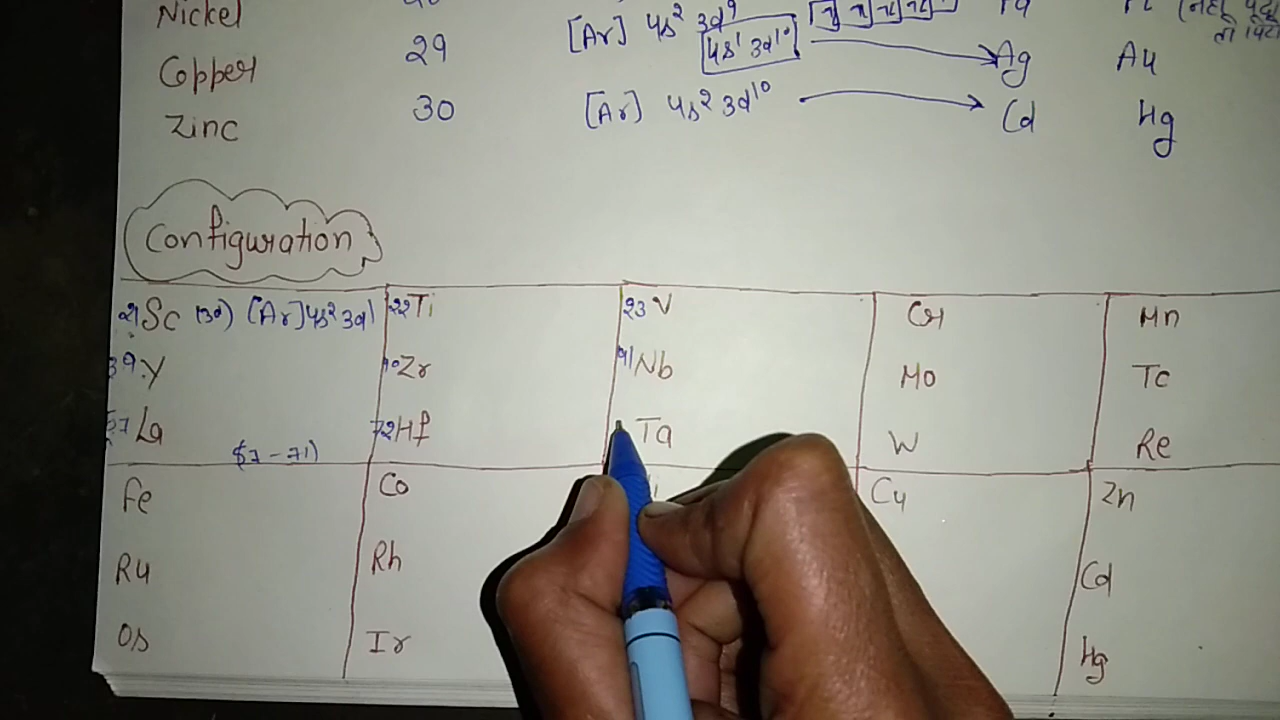 Nickel
[Ar] 4s² 3d⁹
Copper 29 4s¹ 3d¹⁰ Ag Au
Zinc 30 [Ar] 4s² 3d¹⁰ Cd Hg
Configuration
21Sc (3d) [Ar]4s² 3d¹ 22Ti 23V Cr Mn
39Y 40Zr 41Nb Mo Tc
57La (57-71) 72Hf Ta W Re
Fe Co Cu Zn
Ru Rh Cd
Os Ir Hg